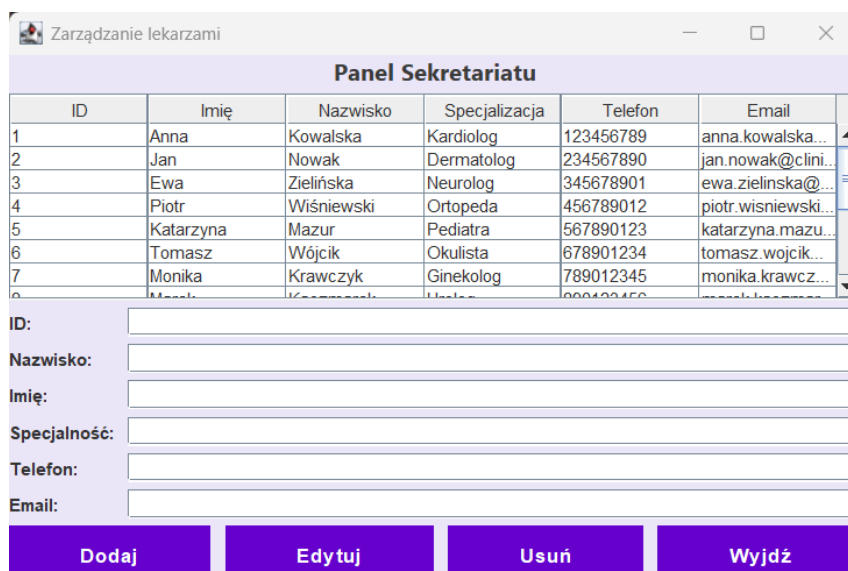 Zarządzanie lekarzami
Panel Sekretariatu
ID Imię Nazwisko Specjalizacja Telefon Email
1 Anna Kowalska Kardiolog 123456789 anna.kowalska...
2 Jan Nowak Dermatolog 234567890 jan.nowak@clini...
3 Ewa Zielińska Neurolog 345678901 ewa.zielinska@...
4 Piotr Wiśniewski Ortopeda 456789012 piotr.wisniewski...
5 Katarzyna Mazur Pediatra 567890123 katarzyna.mazu...
6 Tomasz Wójcik Okulista 678901234 tomasz.wojcik...
7 Monika Krawczyk Ginekolog 789012345 monika.krawcz...
ID:
Nazwisko:
Imię:
Specjalność:
Telefon:
Email:
Dodaj Edytuj Usuń Wyjdź